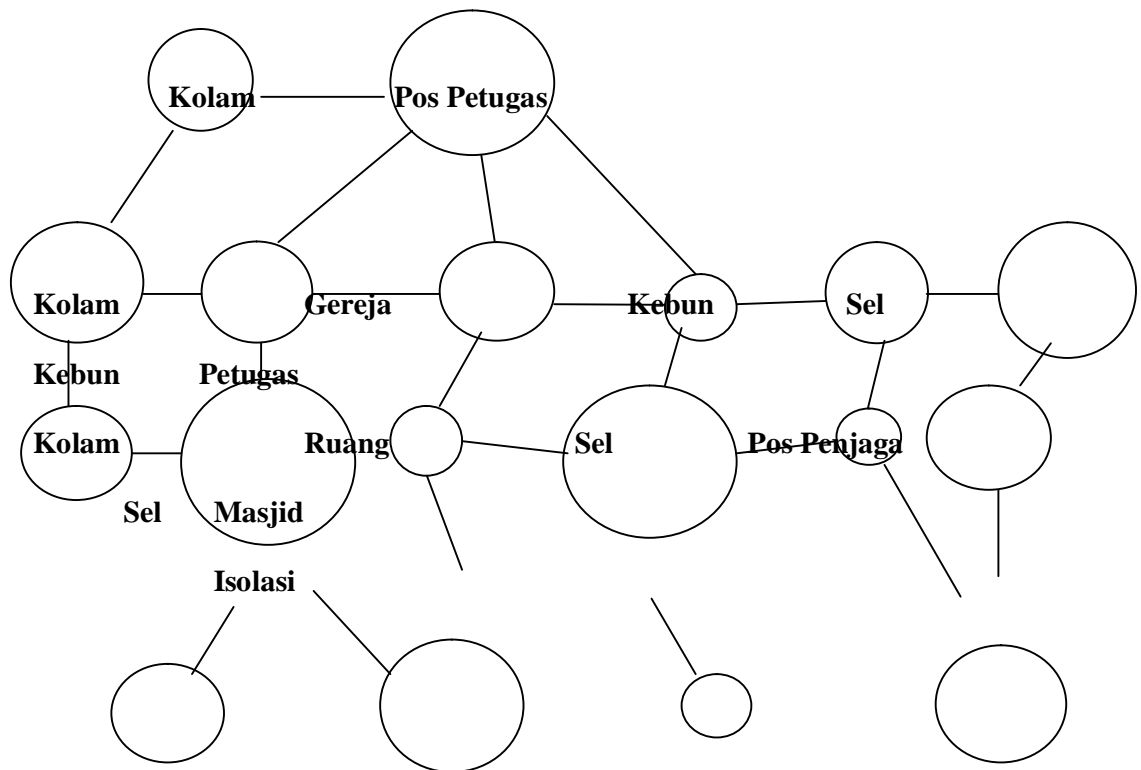 Kolam Pos Petugas
Kolam Gereja Kebun Sel
Kebun Petugas
Kolam Ruang Sel Pos Penjaga
Sel Masjid
Isolasi